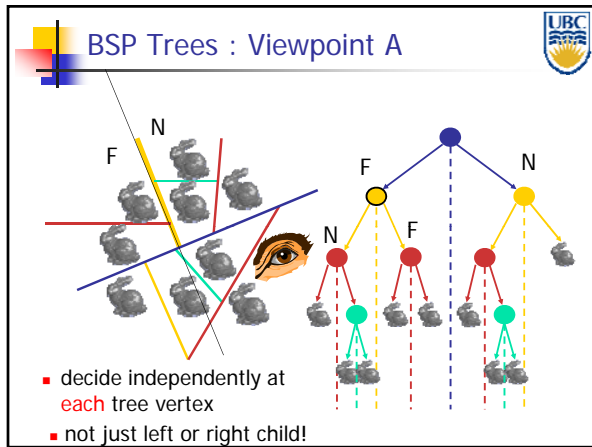 BSP Trees : Viewpoint A
UBC
N
F
F
N
N
F
decide independently at
each tree vertex
not just left or right child!